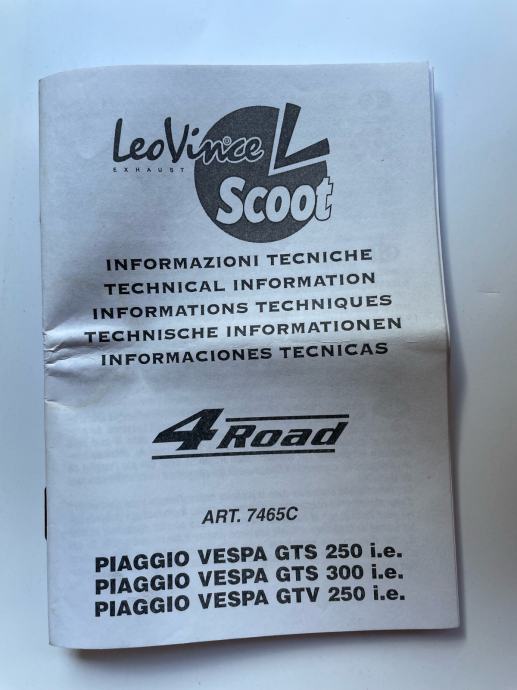 LeoVince
EXHAUST
Scoot
INFORMAZIONI TECNICHE
TECHNICAL INFORMATION
INFORMATIONS TECHNIQUES
TECHNISCHE INFORMATIONEN
INFORMACIONES TECNICAS
4Road
ART. 7465C
PIAGGIO VESPA GTS 250 i.e.
PIAGGIO VESPA GTS 300 i.e.
PIAGGIO VESPA GTV 250 i.e.